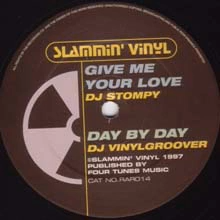 SLAMMIN' VINYL
GIVE ME
YOUR LOVE
DJ STOMPY
DAY BY DAY
DJ VINYLGROOVER
©SLAMMIN' VINYL 1997
PUBLISHED BY
FOUR TUNES MUSIC
CAT NO. RAR014